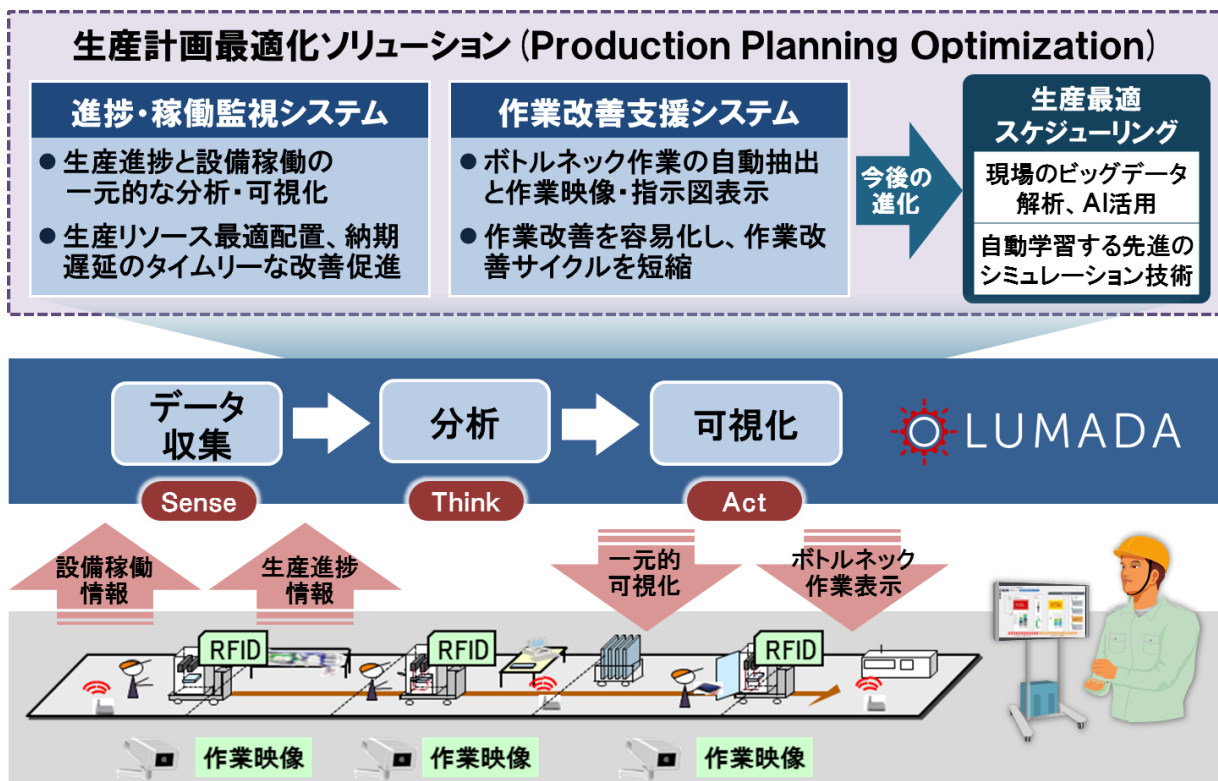 生産計画最適化ソリューション(Production Planning Optimization)
進捗・稼働監視システム
● 生産進捗と設備稼働の
一元的な分析・可視化
● 生産リソース最適配置、納期
遅延のタイムリーな改善促進
作業改善支援システム
● ボトルネック作業の自動抽出
と作業映像・指示図表示
● 作業改善を容易化し、作業改
善サイクルを短縮
今後の
進化
生産最適
スケジューリング
現場のビッグデータ
解析、AI活用
自動学習する先進の
シミュレーション技術
データ
収集
分析
可視化
LUMADA
Sense
Think
Act
設備稼働
情報
生産進捗
情報
一元的
可視化
ボトルネック
作業表示
RFID
RFID
RFID
作業映像
作業映像
作業映像